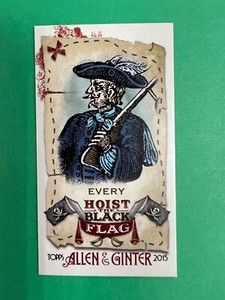 EVERY
HOIST
THE
BLACK
FLAG
TOPPS ALLEN & GINTER 2015